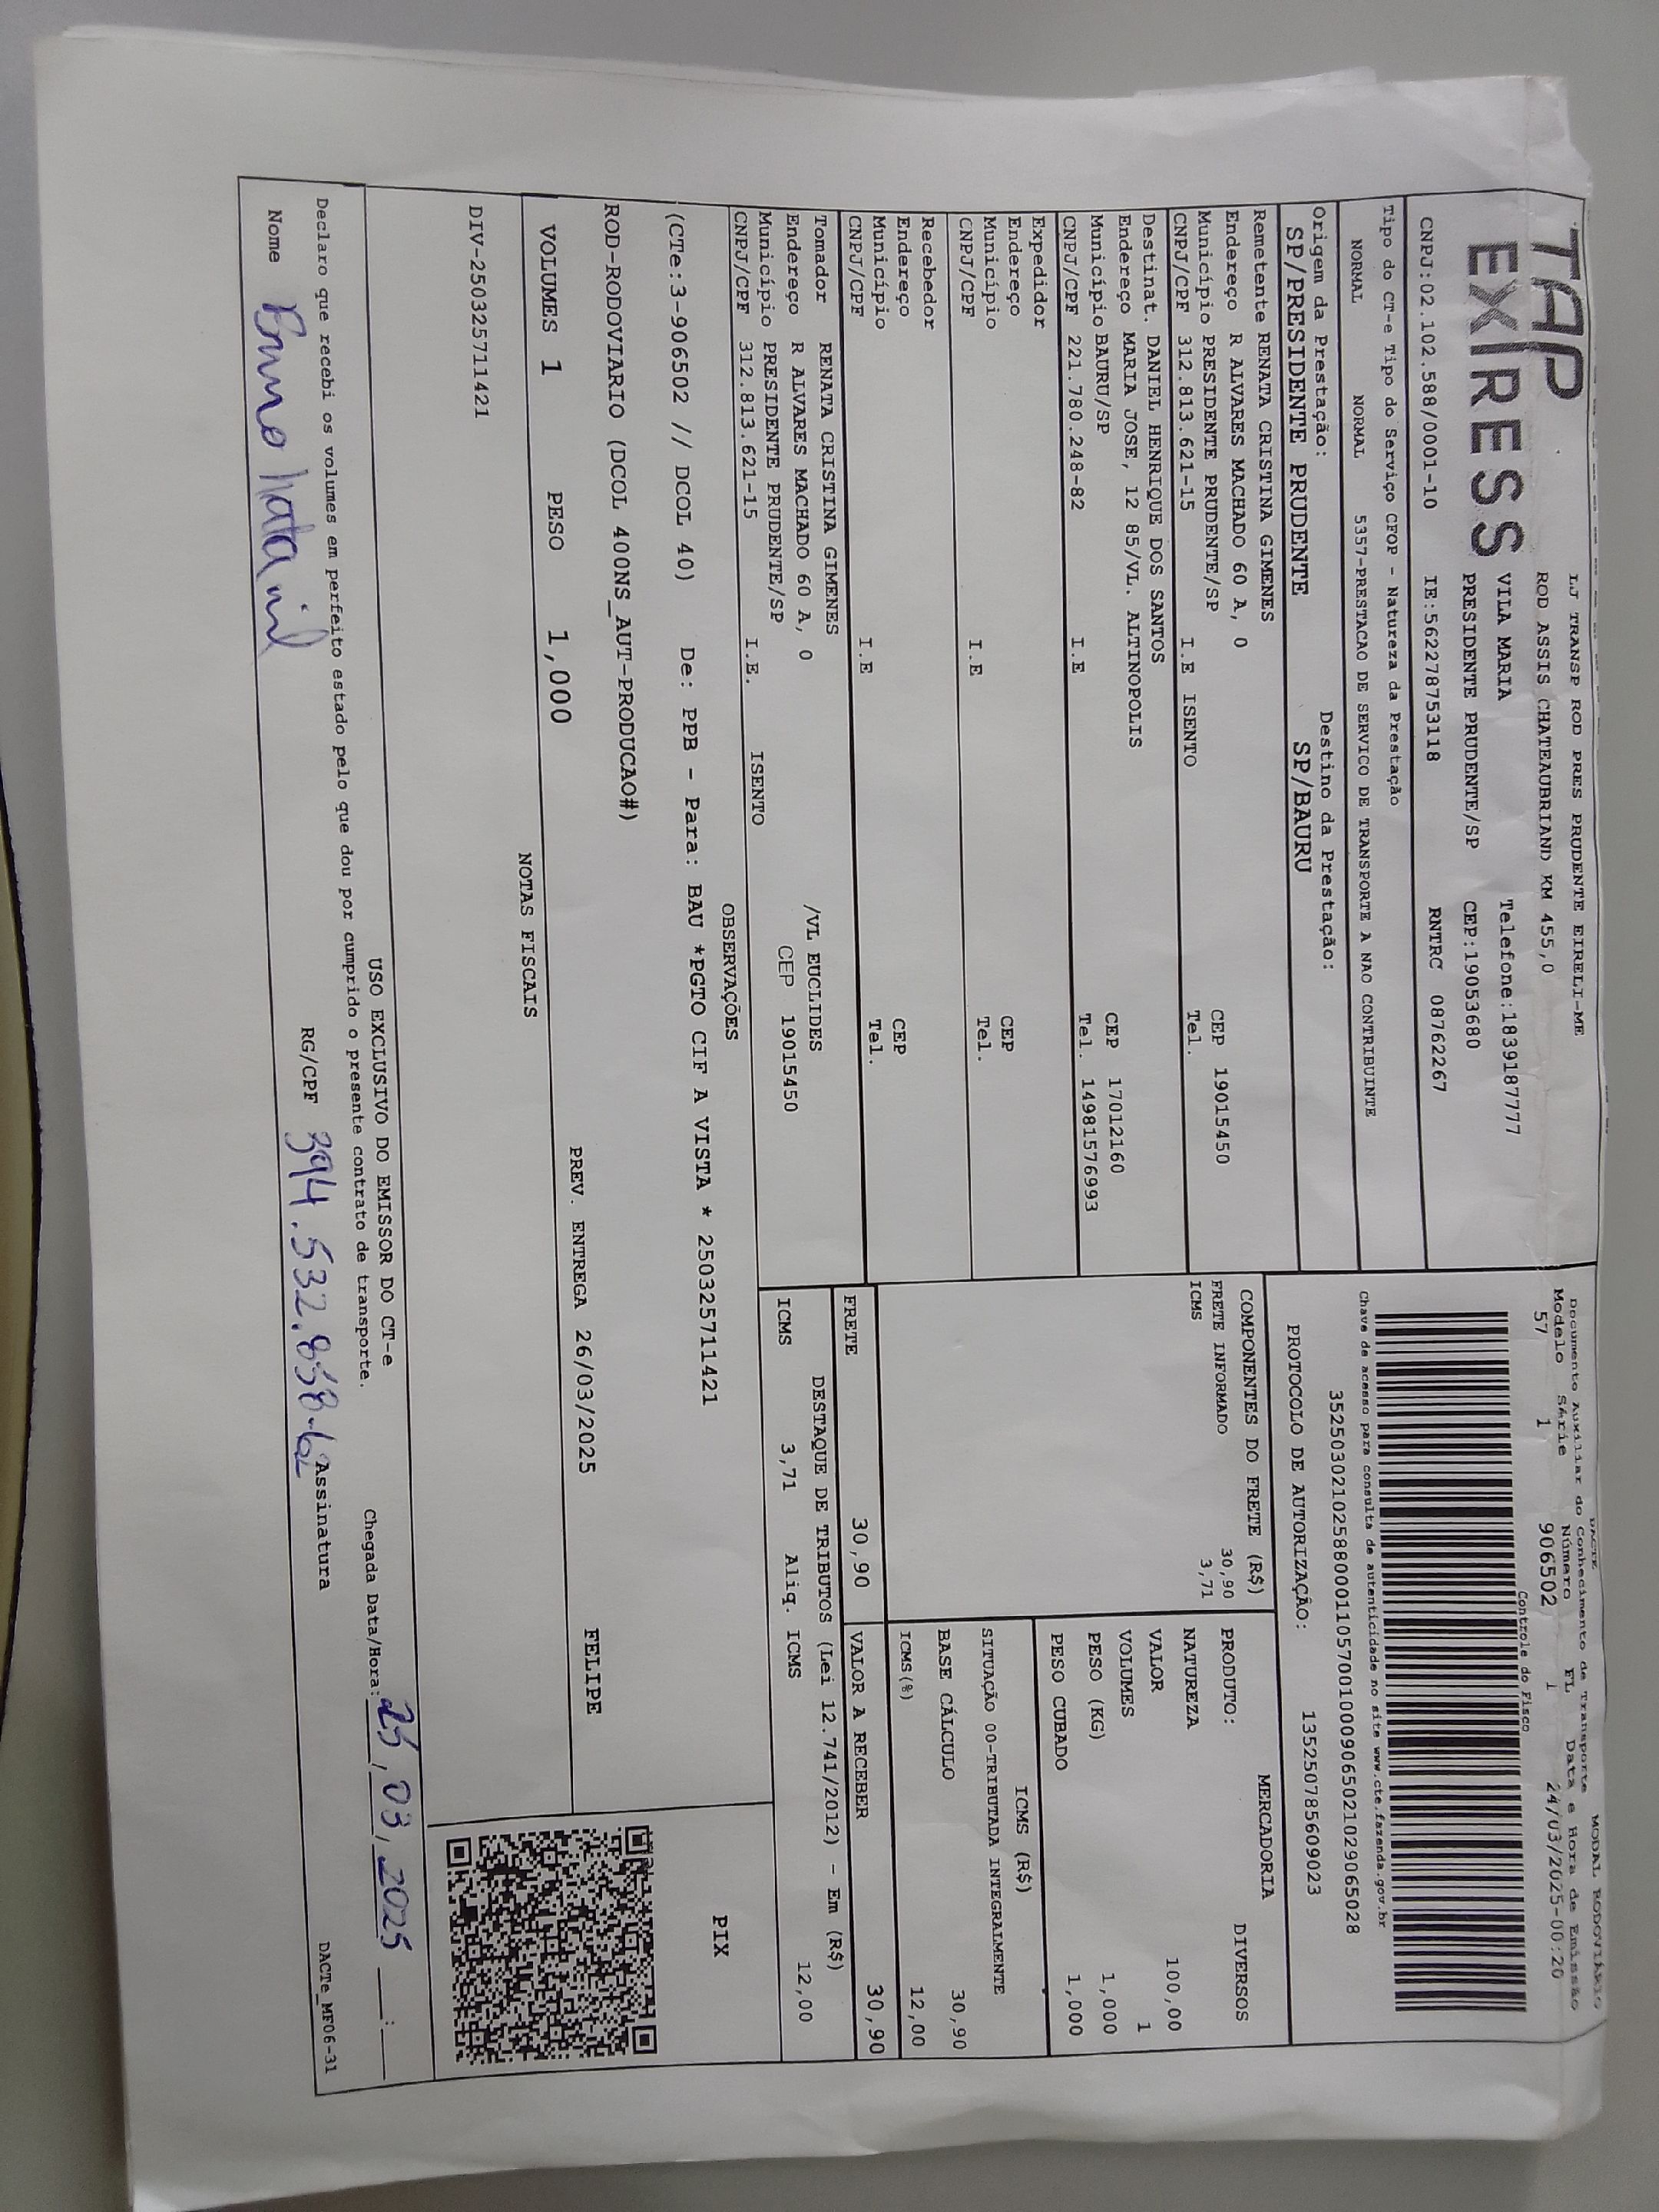 TAP
EXPRESS
LJ TRANSP ROD PRES PRUDENTE EIRELI-ME
ROD ASSIS CHATEAUBRIAND KM 455,0
VILA MARIA Telefone:1839187777
PRESIDENTE PRUDENTE/SP CEP:19053680
CNPJ:02.102.588/0001-10 IE:562278753118 RNTRC 08762267
DACTE MODAL RODOVIÁRIO
Documento Auxiliar do Conhecimento de Transporte
Modelo Série Número FL Data e Hora de Emissão
57 1 906502 1 24/03/2025-00:20
Controle do Fisco
Chave de acesso para consulta de autenticidade no site www.cte.fazenda.gov.br
35250302102588000110570010009065021029065028
PROTOCOLO DE AUTORIZAÇÃO: 135250785609023
Tipo do CT-e Tipo do Serviço CFOP - Natureza da Prestação
NORMAL NORMAL 5357-PRESTACAO DE SERVICO DE TRANSPORTE A NAO CONTRIBUINTE
Origem da Prestação: Destino da Prestação:
SP/PRESIDENTE PRUDENTE SP/BAURU
Remetente RENATA CRISTINA GIMENES
Endereço R ALVARES MACHADO 60 A, 0 CEP 19015450
Município PRESIDENTE PRUDENTE/SP Tel.
CNPJ/CPF 312.813.621-15 I.E ISENTO
Destinat. DANIEL HENRIQUE DOS SANTOS
Endereço MARIA JOSE, 12 85/VL. ALTINOPOLIS CEP 17012160
Município BAURU/SP Tel. 14981576993
CNPJ/CPF 221.780.248-82 I.E
Expedidor
Endereço CEP
Município Tel.
CNPJ/CPF I.E
Recebedor
Endereço CEP
Município Tel.
CNPJ/CPF I.E
Tomador RENATA CRISTINA GIMENES /VL EUCLIDES
Endereço R ALVARES MACHADO 60 A, 0 CEP 19015450
Município PRESIDENTE PRUDENTE/SP
CNPJ/CPF 312.813.621-15 I.E. ISENTO
COMPONENTES DO FRETE (R$)
FRETE INFORMADO 30,90
ICMS 3,71
MERCADORIA
PRODUTO: DIVERSOS
NATUREZA
VALOR 100,00
VOLUMES 1
PESO (KG) 1,000
PESO CUBADO 1,000
ICMS (R$)
SITUAÇÃO 00-TRIBUTADA INTEGRALMENTE
BASE CÁLCULO 30,90
ICMS(%) 12,00
FRETE 30,90 VALOR A RECEBER 30,90
DESTAQUE DE TRIBUTOS (Lei 12.741/2012) - Em (R$)
ICMS 3,71 Aliq. ICMS 12,00
OBSERVAÇÕES
(CTe:3-906502 // DCOL 40) De: PPB - Para: BAU *PGTO CIF A VISTA * 250325711421
ROD-RODOVIARIO (DCOL 400NS_AUT-PRODUCAO#)
PIX
VOLUMES 1 PESO 1,000 PREV. ENTREGA 26/03/2025 FELIPE
NOTAS FISCAIS
DIV-250325711421
USO EXCLUSIVO DO EMISSOR DO CT-e
Declaro que recebi os volumes em perfeito estado pelo que dou por cumprido o presente contrato de transporte. Chegada Data/Hora: 25,03,2025 __:__
Nome RG/CPF 394.532.858-62 Assinatura
DACTe_MF06-31